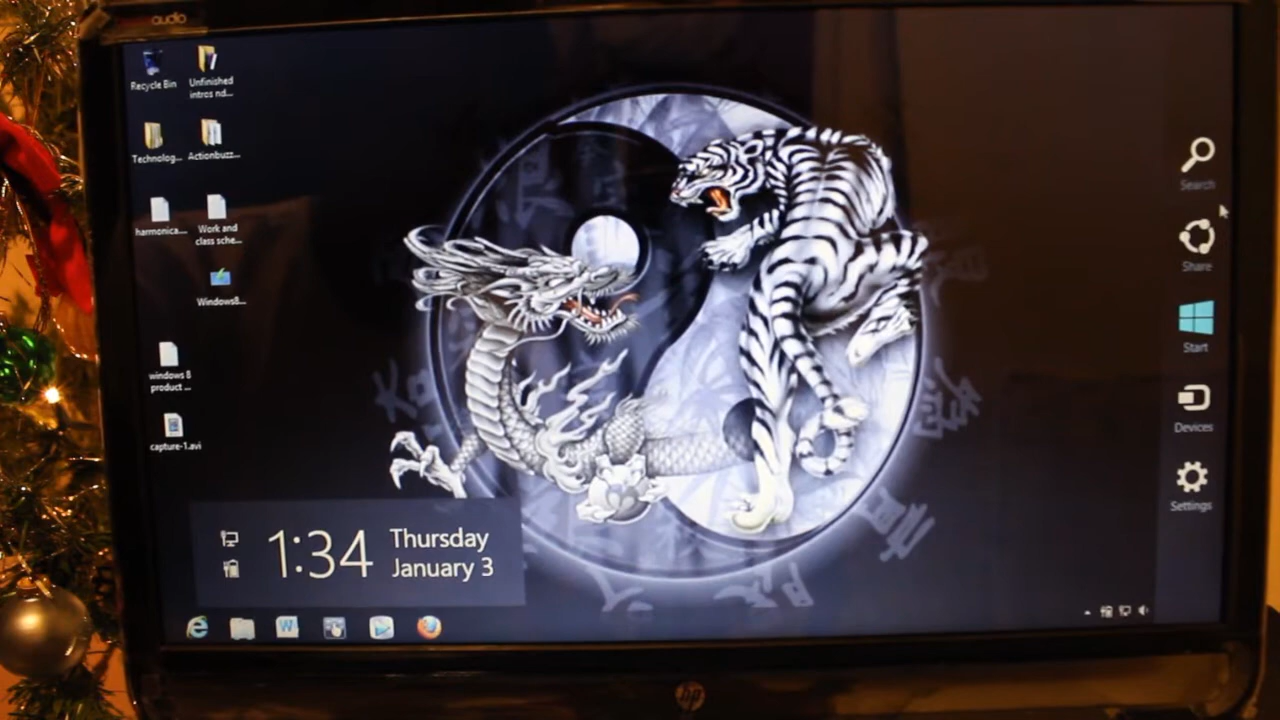 audio
Recycle Bin
Unfinished
intros nd...
Technolog...
Actionbuzz...
harmonica....
Work and
class sche...
Windows8...
windows 8
product ...
capture-1.avi
Search
Share
Start
Devices
Settings
1:34
Thursday
January 3
W
hp